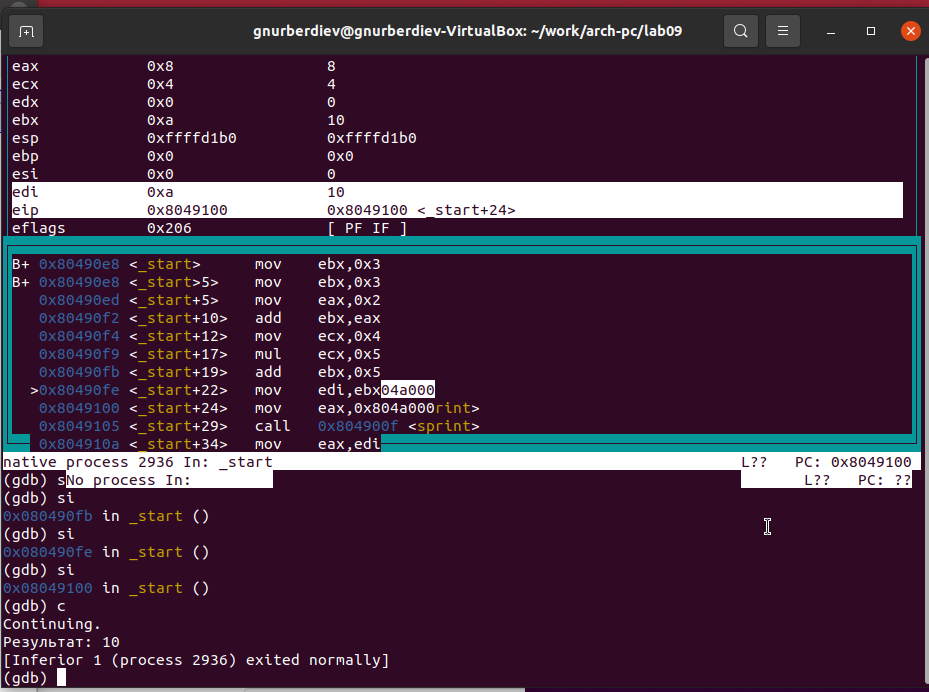 gnurberdiev@gnurberdiev-VirtualBox: ~/work/arch-pc/lab09
eax 0x8 8
ecx 0x4 4
edx 0x0 0
ebx 0xa 10
esp 0xffffd1b0 0xffffd1b0
ebp 0x0 0x0
esi 0x0 0
edi 0xa 10
eip 0x8049100 0x8049100 <_start+24>
eflags 0x206 [ PF IF ]
B+ 0x80490e8 <_start> mov ebx,0x3
B+ 0x80490e8 <_start>5> mov ebx,0x3
0x80490ed <_start+5> mov eax,0x2
0x80490f2 <_start+10> add ebx,eax
0x80490f4 <_start+12> mov ecx,0x4
0x80490f9 <_start+17> mul ecx,0x5
0x80490fb <_start+19> add ebx,0x5
>0x80490fe <_start+22> mov edi,ebx04a000
0x8049100 <_start+24> mov eax,0x804a000rint>
0x8049105 <_start+29> call 0x804900f <sprint>
0x804910a <_start+34> mov eax,edi
native process 2936 In: _start L?? PC: 0x8049100
(gdb) sNo process In: L?? PC: ??
(gdb) si
0x080490fb in _start ()
(gdb) si
0x080490fe in _start ()
(gdb) si
0x08049100 in _start ()
(gdb) c
Continuing.
Результат: 10
[Inferior 1 (process 2936) exited normally]
(gdb)